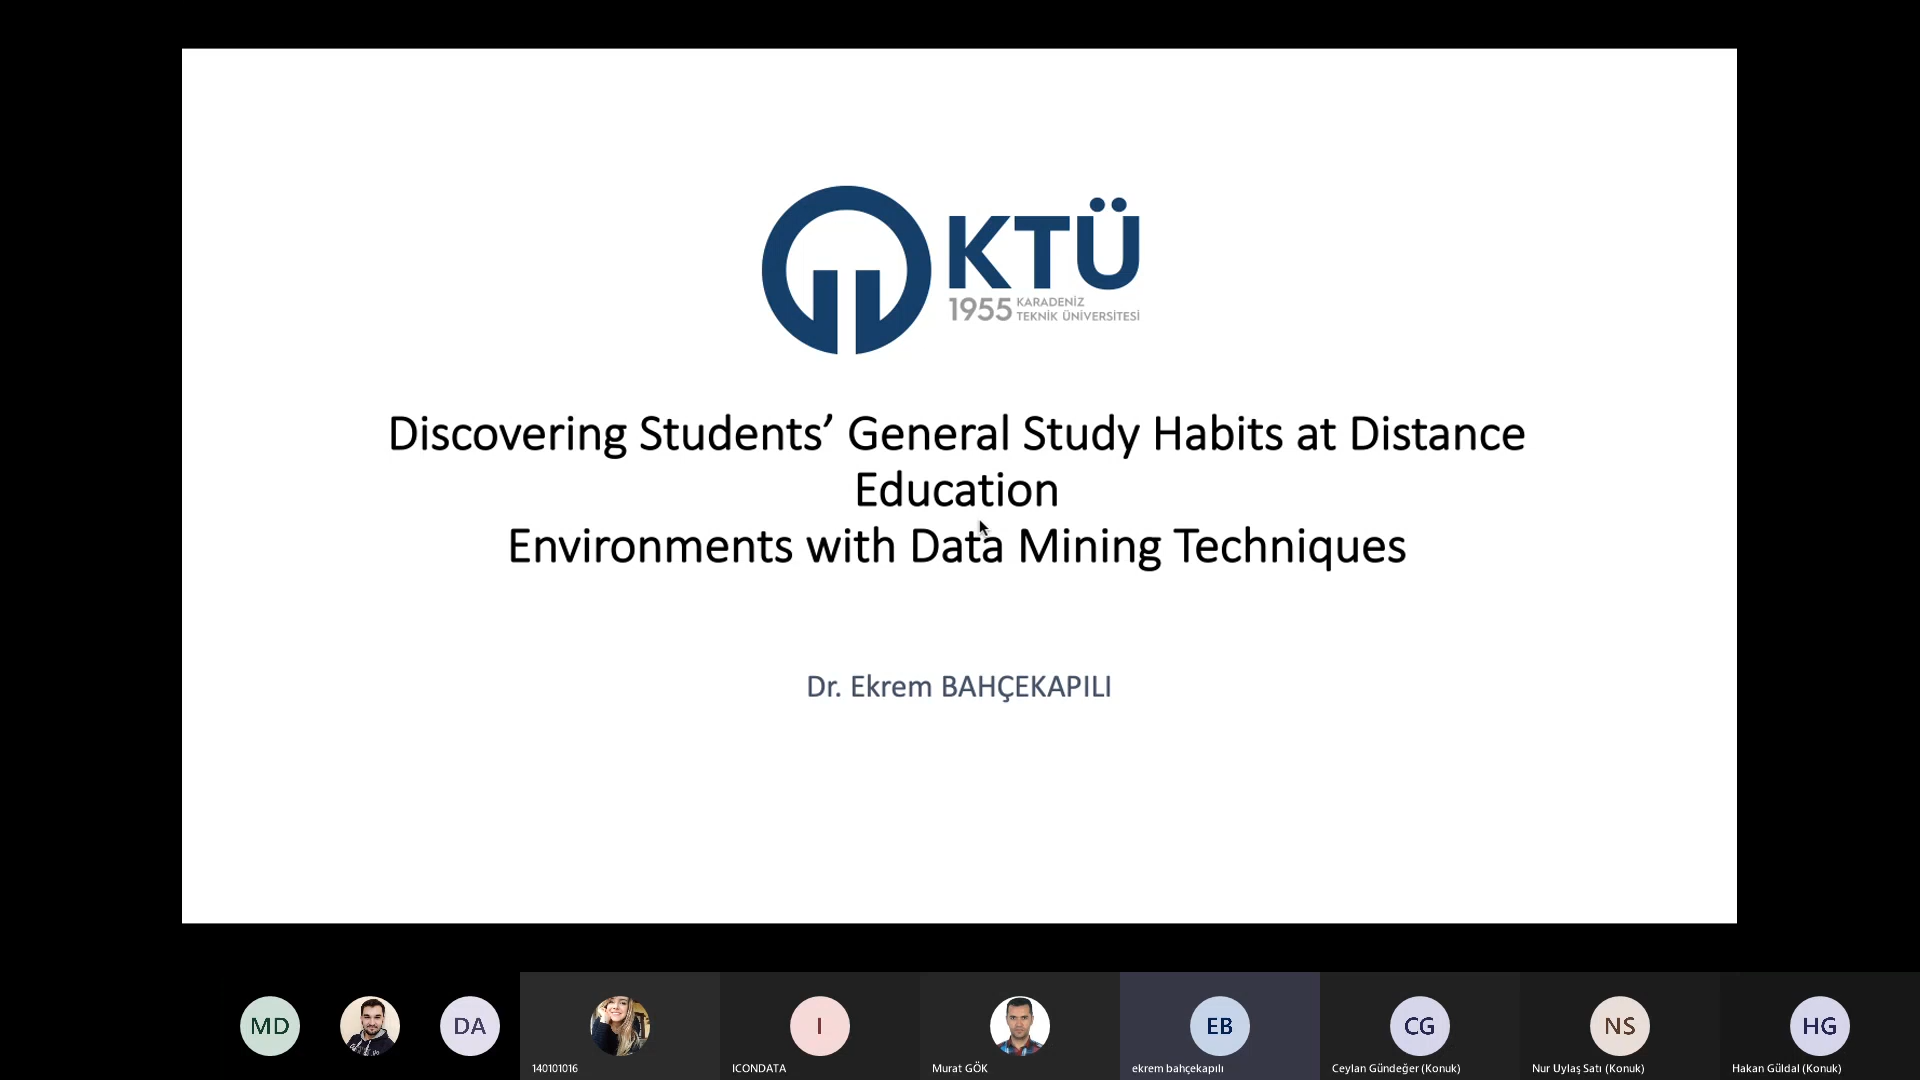 KTÜ
1955 KARADENİZ
TEKNİK ÜNİVERSİTESİ
Discovering Students’ General Study Habits at Distance
Education
Environments with Data Mining Techniques
Dr. Ekrem BAHÇEKAPILI
MD
DA
I
EB
CG
NS
HG
140101016
ICONDATA
Murat GÖK
ekrem bahçekapılı
Ceylan Gündeğer (Konuk)
Nur Uylaş Satı (Konuk)
Hakan Güldal (Konuk)